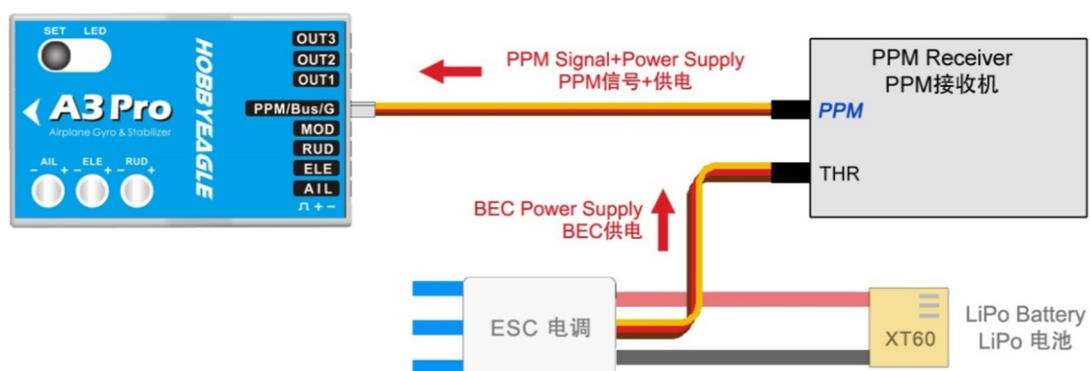 SET LED
A3 Pro
Airplane Gyro & Stabilizer
AIL ELE RUD
- + - + - +
HOBBYEAGLE
OUT3
OUT2
OUT1
PPM/Bus/G
MOD
RUD
ELE
AIL
⎍ + -
PPM Signal+Power Supply
PPM信号+供电
PPM Receiver
PPM接收机
PPM
THR
BEC Power Supply
BEC供电
ESC 电调
XT60
LiPo Battery
LiPo 电池